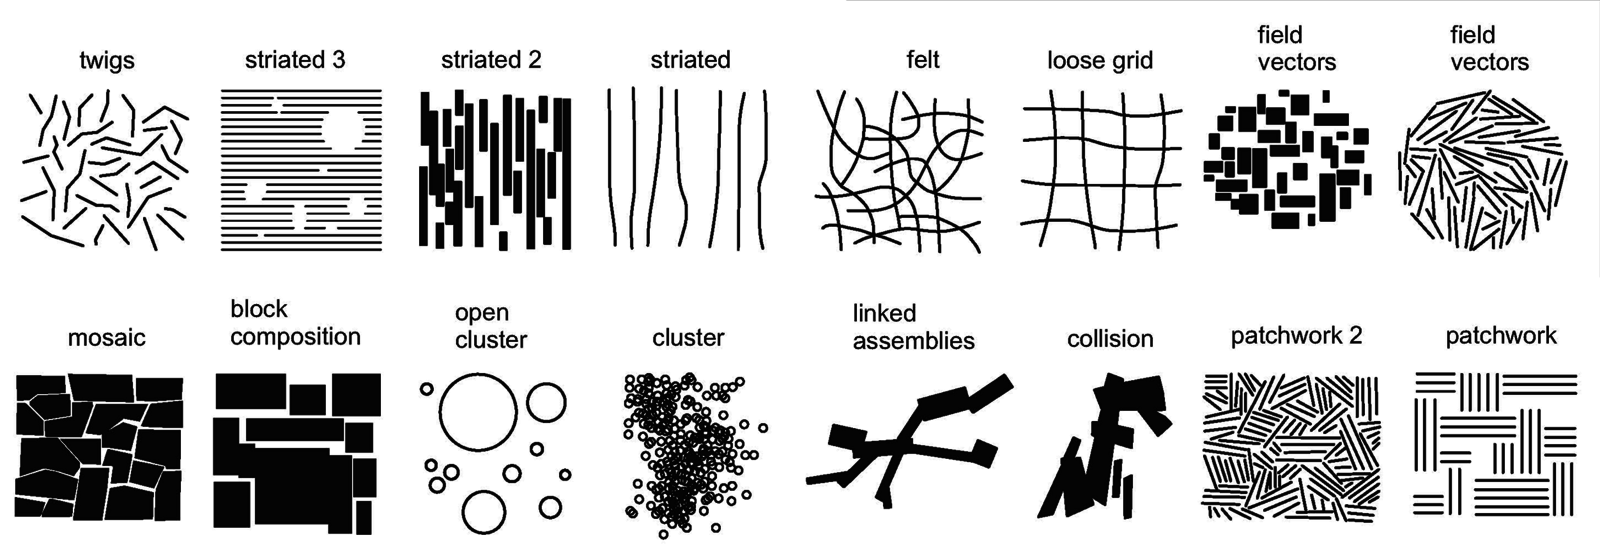 twigs
striated 3
striated 2
striated
felt
loose grid
field
vectors
field
vectors
mosaic
block
composition
open
cluster
cluster
linked
assemblies
collision
patchwork 2
patchwork